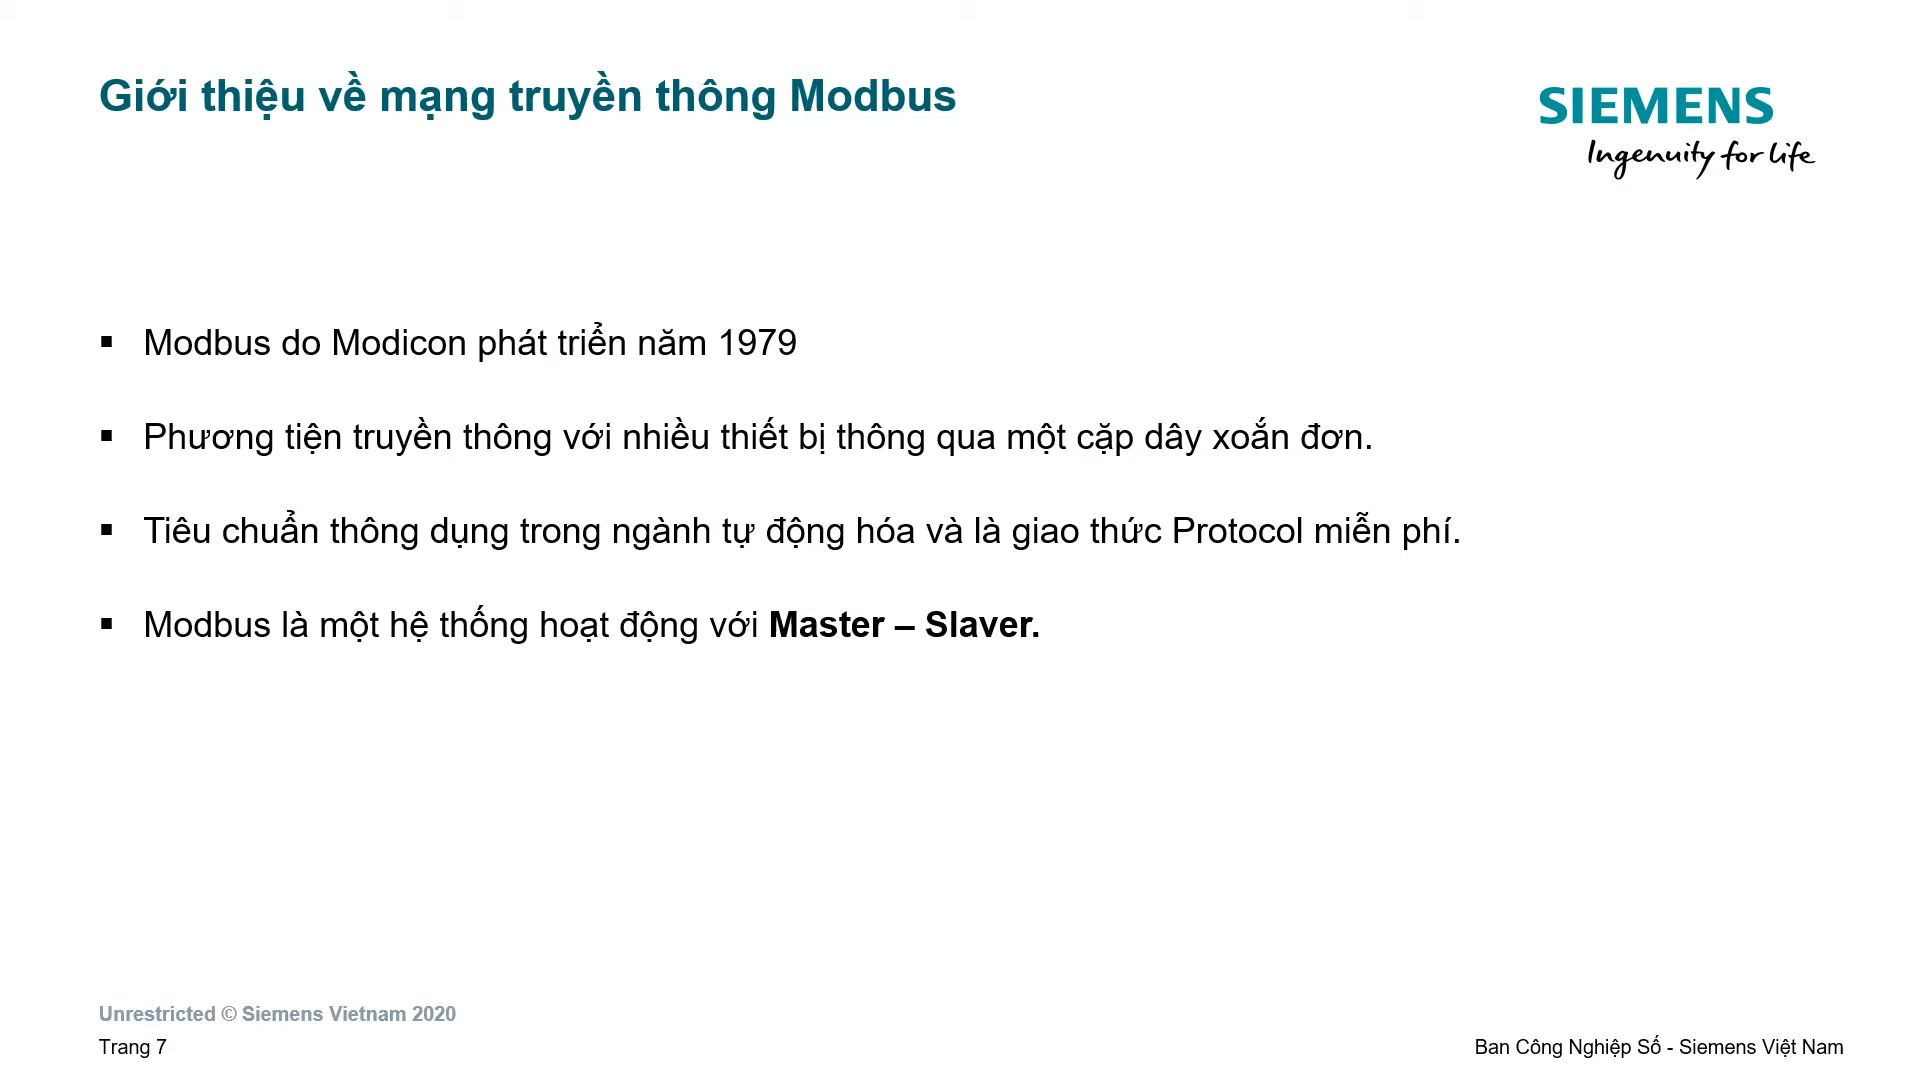 Giới thiệu về mạng truyền thông Modbus
SIEMENS
Ingenuity for life
▪ Modbus do Modicon phát triển năm 1979
▪ Phương tiện truyền thông với nhiều thiết bị thông qua một cặp dây xoắn đơn.
▪ Tiêu chuẩn thông dụng trong ngành tự động hóa và là giao thức Protocol miễn phí.
▪ Modbus là một hệ thống hoạt động với Master – Slaver.
Unrestricted © Siemens Vietnam 2020
Trang 7
Ban Công Nghiệp Số - Siemens Việt Nam